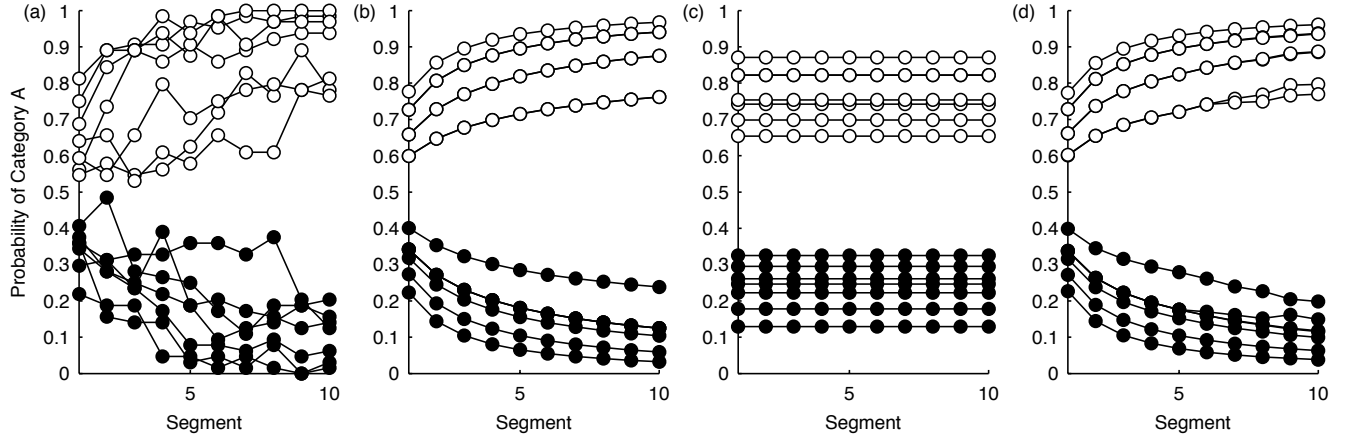 (a) (b) (c) (d)
Probability of Category A
1 1 1 1
0.9 0.9 0.9 0.9
0.8 0.8 0.8 0.8
0.7 0.7 0.7 0.7
0.6 0.6 0.6 0.6
0.5 0.5 0.5 0.5
0.4 0.4 0.4 0.4
0.3 0.3 0.3 0.3
0.2 0.2 0.2 0.2
0.1 0.1 0.1 0.1
0 0 0 0
5 10 5 10 5 10 5 10
Segment Segment Segment Segment